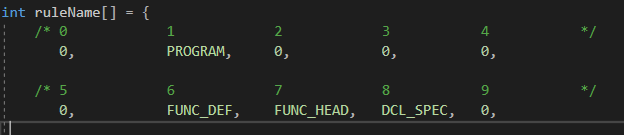 int ruleName[] = {
/* 0 1 2 3 4 */
0, PROGRAM, 0, 0, 0,
/* 5 6 7 8 9 */
0, FUNC_DEF, FUNC_HEAD, DCL_SPEC, 0,